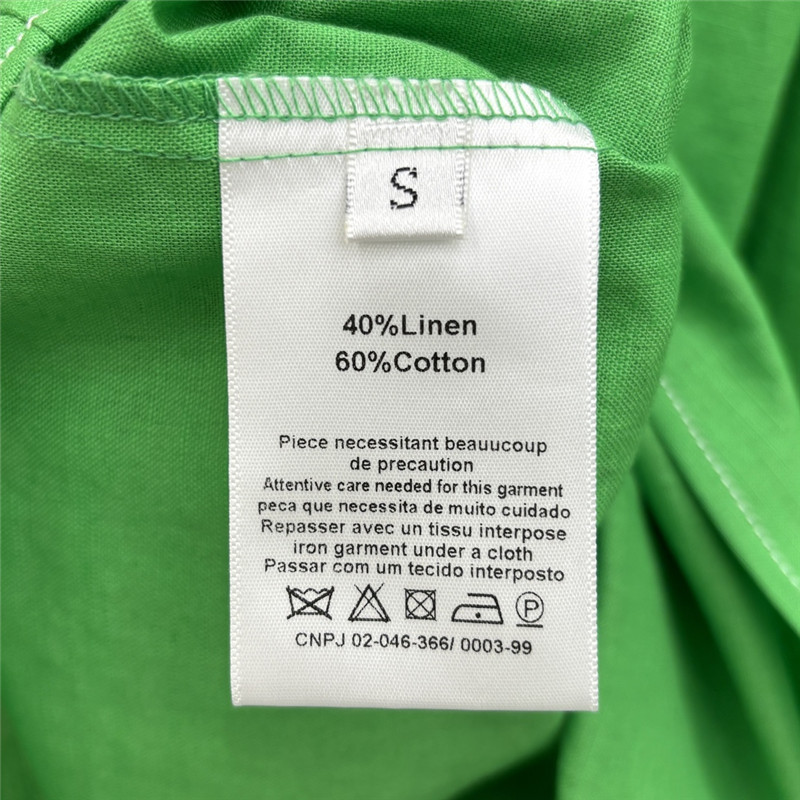 S
40%Linen
60%Cotton
Piece necessitant beauucoup
de precaution
Attentive care needed for this garment
peca que necessita de muito cuidado
Repasser avec un tissu interpose
iron garment under a cloth
Passar com um tecido interposto
P
CNPJ 02-046-366/ 0003-99